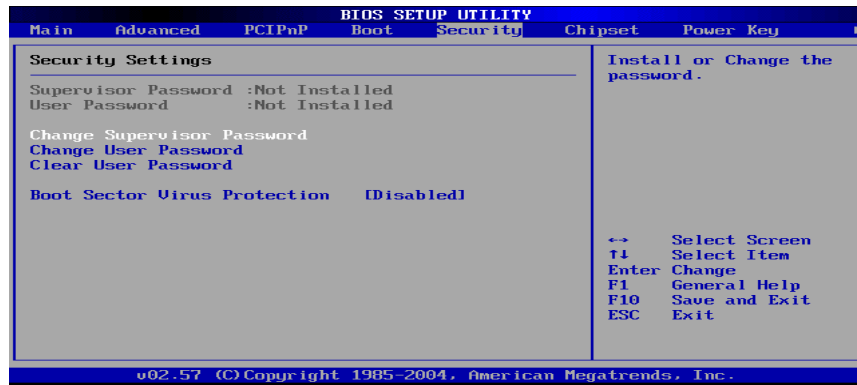 BIOS SETUP UTILITY
Main Advanced PCIPnP Boot Security Chipset Power Key
Security Settings
Supervisor Password :Not Installed
User Password :Not Installed
Change Supervisor Password
Change User Password
Clear User Password
Boot Sector Virus Protection [Disabled]
Install or Change the
password.
↔ Select Screen
↑↓ Select Item
Enter Change
F1 General Help
F10 Save and Exit
ESC Exit
v02.57 (C)Copyright 1985-2004, American Megatrends, Inc.